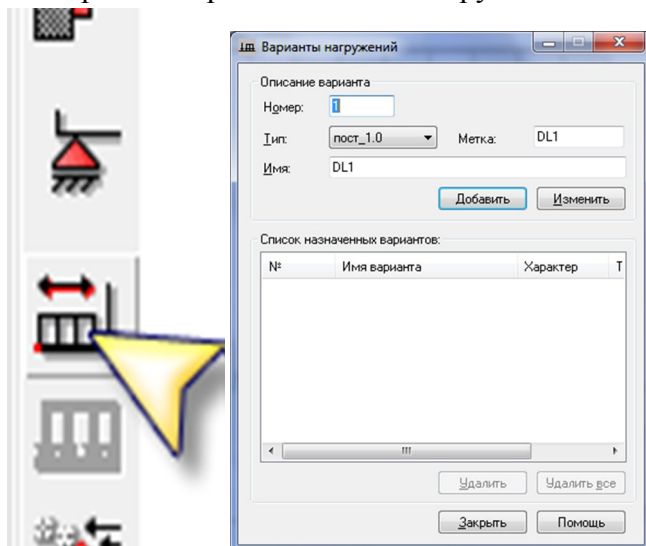 Варианты нагружений
Описание варианта
Номер: 1
Тип: пост_1.0 Метка: DL1
Имя: DL1
Добавить Изменить
Список назначенных вариантов:
№ Имя варианта Характер Т
Удалить Удалить все
Закрыть Помощь